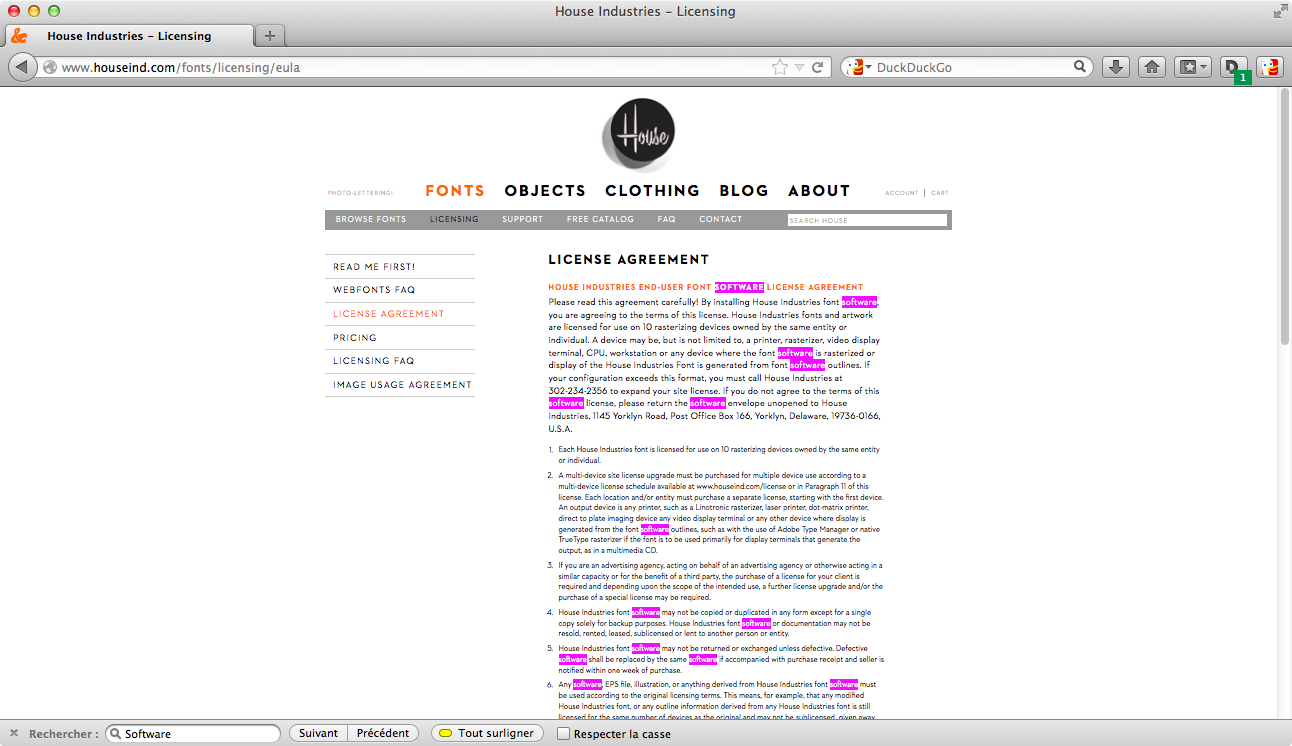 House Industries – Licensing
House Industries – Licensing
www.houseind.com/fonts/licensing/eula
DuckDuckGo
D
1
House
PHOTO-LETTERING!
FONTS OBJECTS CLOTHING BLOG ABOUT
ACCOUNT | CART
BROWSE FONTS LICENSING SUPPORT FREE CATALOG FAQ CONTACT
SEARCH HOUSE
READ ME FIRST!
WEBFONTS FAQ
LICENSE AGREEMENT
PRICING
LICENSING FAQ
IMAGE USAGE AGREEMENT
LICENSE AGREEMENT
HOUSE INDUSTRIES END-USER FONT SOFTWARE LICENSE AGREEMENT
Please read this agreement carefully! By installing House Industries font software,
you are agreeing to the terms of this license. House Industries fonts and artwork
are licensed for use on 10 rasterizing devices owned by the same entity or
individual. A device may be, but is not limited to, a printer, rasterizer, video display
terminal, CPU, workstation or any device where the font software is rasterized or
display of the House Industries Font is generated from font software outlines. If
your configuration exceeds this format, you must call House Industries at
302-234-2356 to expand your site license. If you do not agree to the terms of this
software license, please return the software envelope unopened to House
Industries, 1145 Yorklyn Road, Post Office Box 166, Yorklyn, Delaware, 19736-0166,
U.S.A.
1. Each House Industries font is licensed for use on 10 rasterizing devices owned by the same entity
or individual.
2. A multi-device site license upgrade must be purchased for multiple device use according to a
multi-device license schedule available at www.houseind.com/license or in Paragraph 11 of this
license. Each location and/or entity must purchase a separate license, starting with the first device.
An output device is any printer, such as a Linotronic rasterizer, laser printer, dot-matrix printer,
direct to plate imaging device any video display terminal or any other device where display is
generated from the font software outlines, such as with the use of Adobe Type Manager or native
TrueType rasterizer if the font is to be used primarily for display terminals that generate the
output, as in a multimedia CD.
3. If you are an advertising agency, acting on behalf of an advertising agency or otherwise acting in a
similar capacity or for the benefit of a third party, the purchase of a license for your client is
required and depending upon the scope of the intended use, a further license upgrade and/or the
purchase of a special license may be required.
4. House Industries font software may not be copied or duplicated in any form except for a single
copy solely for backup purposes. House Industries font software or documentation may not be
resold, rented, leased, sublicensed or lent to another person or entity.
5. House Industries font software may not be returned or exchanged unless defective. Defective
software shall be replaced by the same software if accompanied with purchase receipt and seller is
notified within one week of purchase.
6. Any software, EPS file, illustration, or anything derived from House Industries font software must
be used according to the original licensing terms. This means, for example, that any modified
House Industries font, or any outline information derived from any House Industries font is still
licensed for the same number of devices as the original and may not be sublicensed, given away
Rechercher : Software Suivant Précédent Tout surligner Respecter la casse